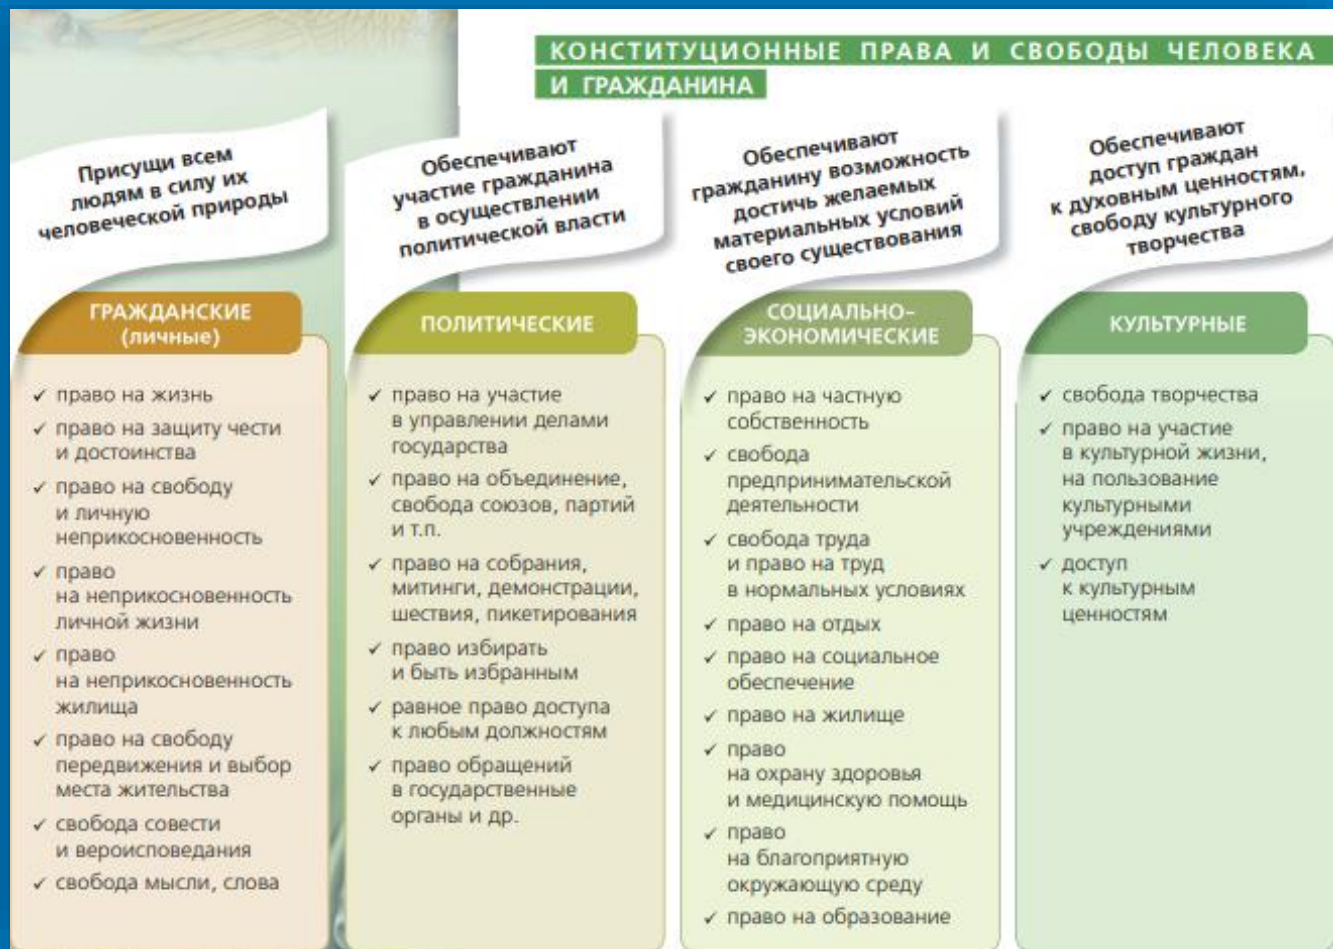 КОНСТИТУЦИОННЫЕ ПРАВА И СВОБОДЫ ЧЕЛОВЕКА
И ГРАЖДАНИНА
Присущи всем
людям в силу их
человеческой природы
ГРАЖДАНСКИЕ
(личные)
✓ право на жизнь
✓ право на защиту чести
и достоинства
✓ право на свободу
и личную
неприкосновенность
✓ право
на неприкосновенность
личной жизни
✓ право
на неприкосновенность
жилища
✓ право на свободу
передвижения и выбор
места жительства
✓ свобода совести
и вероисповедания
✓ свобода мысли, слова
Обеспечивают
участие гражданина
в осуществлении
политической власти
ПОЛИТИЧЕСКИЕ
✓ право на участие
в управлении делами
государства
✓ право на объединение,
свобода союзов, партий
и т.п.
✓ право на собрания,
митинги, демонстрации,
шествия, пикетирования
✓ право избирать
и быть избранным
✓ равное право доступа
к любым должностям
✓ право обращений
в государственные
органы и др.
Обеспечивают
гражданину возможность
достичь желаемых
материальных условий
своего существования
СОЦИАЛЬНО-
ЭКОНОМИЧЕСКИЕ
✓ право на частную
собственность
✓ свобода
предпринимательской
деятельности
✓ свобода труда
и право на труд
в нормальных условиях
✓ право на отдых
✓ право на социальное
обеспечение
✓ право на жилище
✓ право
на охрану здоровья
и медицинскую помощь
✓ право
на благоприятную
окружающую среду
✓ право на образование
Обеспечивают
доступ граждан
к духовным ценностям,
свободу культурного
творчества
КУЛЬТУРНЫЕ
✓ свобода творчества
✓ право на участие
в культурной жизни,
на пользование
культурными
учреждениями
✓ доступ
к культурным
ценностям